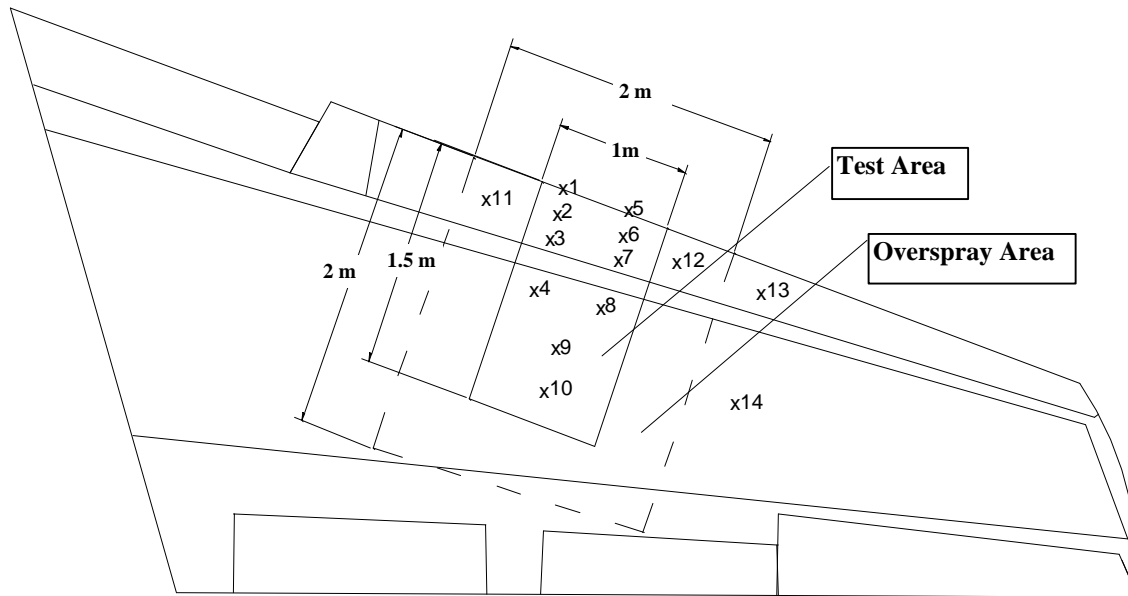 2 m
1m
Test Area
x11
x1
x2
x5
x3
x6
x7
x12
Overspray Area
2 m
1.5 m
x4
x13
x8
x9
x10
x14